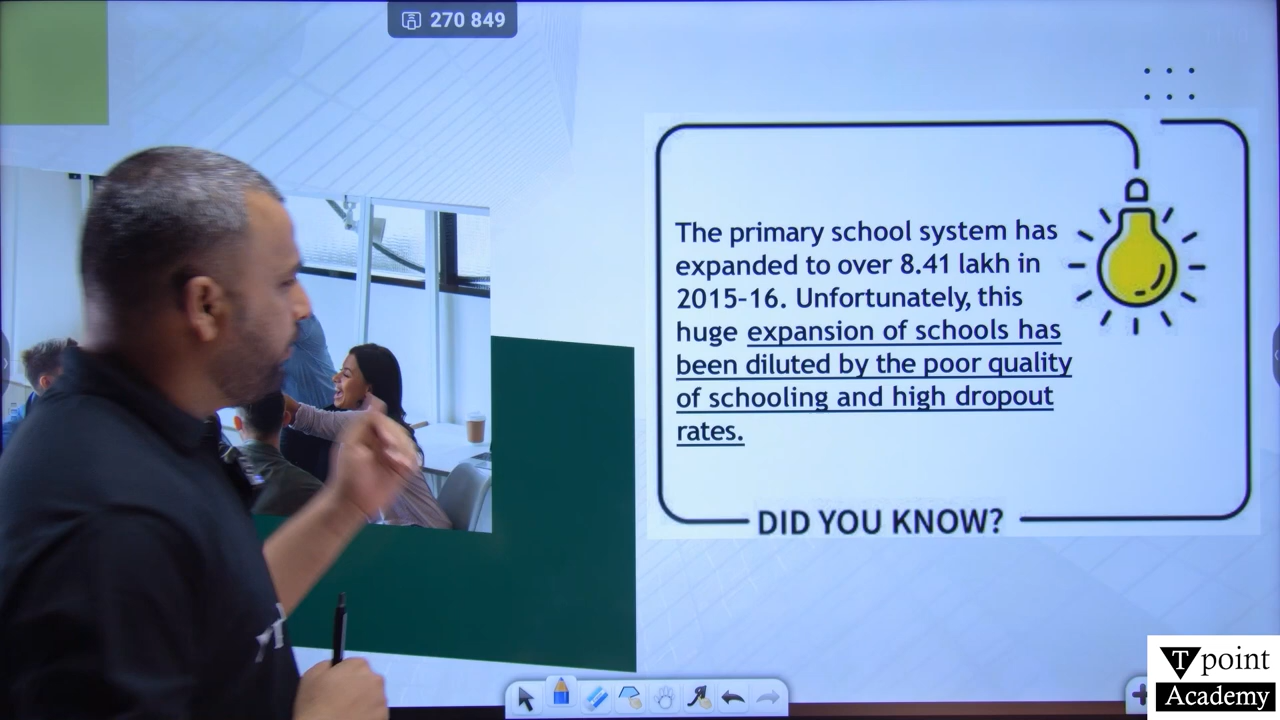 270 849
The primary school system has
expanded to over 8.41 lakh in
2015-16. Unfortunately, this
huge expansion of schools has
been diluted by the poor quality
of schooling and high dropout
rates.
DID YOU KNOW?
T point
Academy